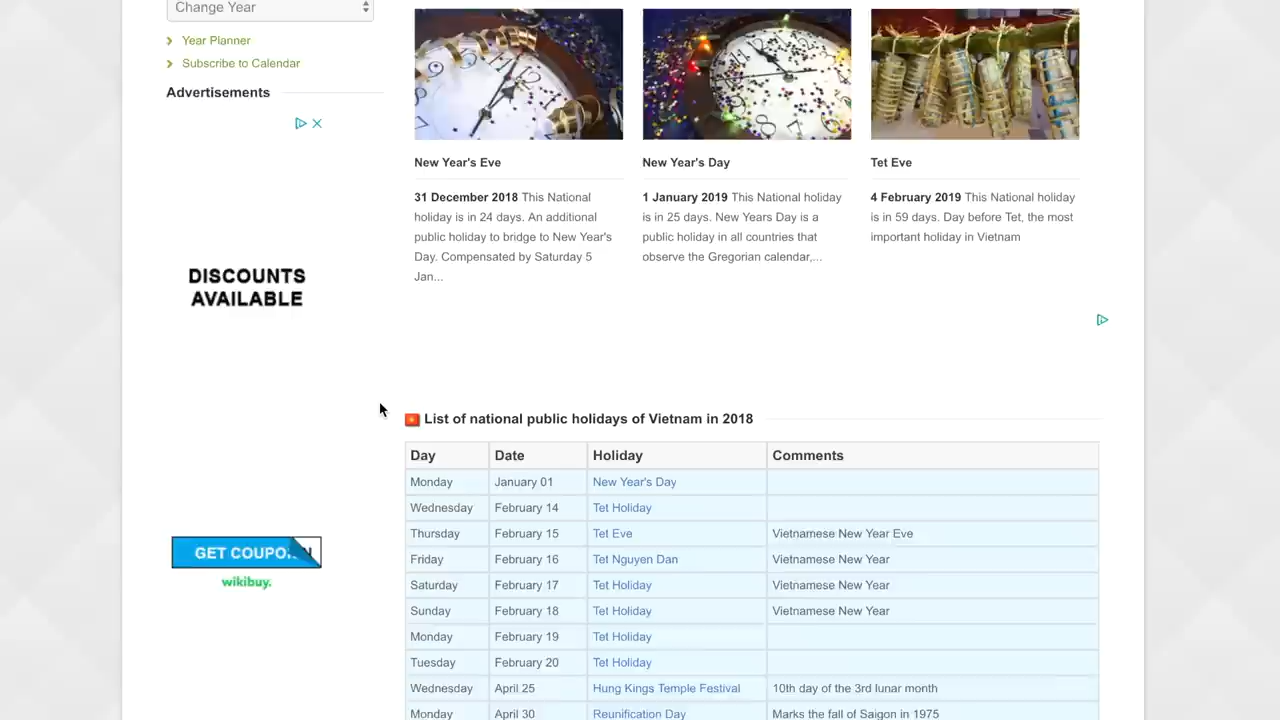 Change Year
Year Planner
Subscribe to Calendar
Advertisements
DISCOUNTS
AVAILABLE
wikibuy.
New Year's Eve
31 December 2018 This National
holiday is in 24 days. An additional
public holiday to bridge to New Year's
Day. Compensated by Saturday 5
Jan...
New Year's Day
1 January 2019 This National holiday
is in 25 days. New Years Day is a
public holiday in all countries that
observe the Gregorian calendar,...
Tet Eve
4 February 2019 This National holiday
is in 59 days. Day before Tet, the most
important holiday in Vietnam
List of national public holidays of Vietnam in 2018
Day Date Holiday Comments
Monday January 01 New Year's Day
Wednesday February 14 Tet Holiday
Thursday February 15 Tet Eve Vietnamese New Year Eve
Friday February 16 Tet Nguyen Dan Vietnamese New Year
Saturday February 17 Tet Holiday Vietnamese New Year
Sunday February 18 Tet Holiday Vietnamese New Year
Monday February 19 Tet Holiday
Tuesday February 20 Tet Holiday
Wednesday April 25 Hung Kings Temple Festival 10th day of the 3rd lunar month
Monday April 30 Reunification Day Marks the fall of Saigon in 1975
GET